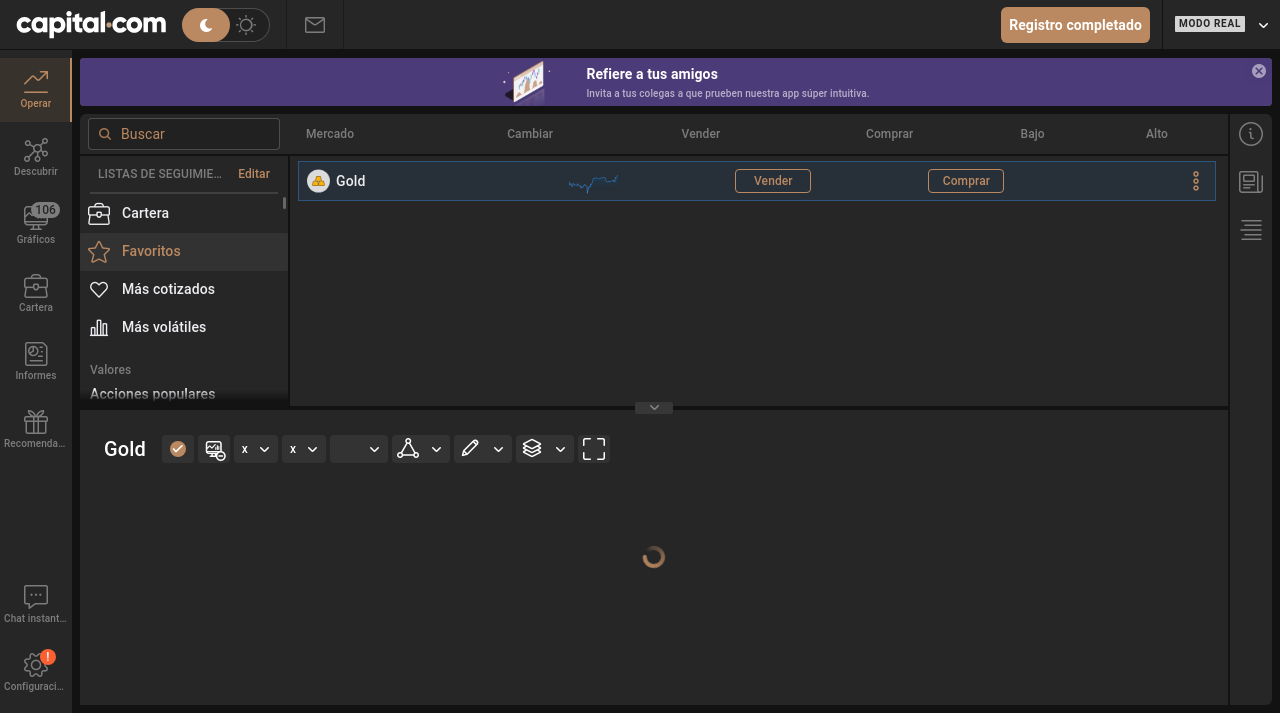 capital.com
Registro completado
MODO REAL
Operar
Descubrir
106
Gráficos
Cartera
Informes
Recomenda...
Chat instant...
!
Configuraci...
Refiere a tus amigos
Invita a tus colegas a que prueben nuestra app súper intuitiva.
Buscar
Mercado Cambiar Vender Comprar Bajo Alto
LISTAS DE SEGUIMIE... Editar
Cartera
Favoritos
Más cotizados
Más volátiles
Valores
Acciones populares
Gold Vender Comprar
Gold x x